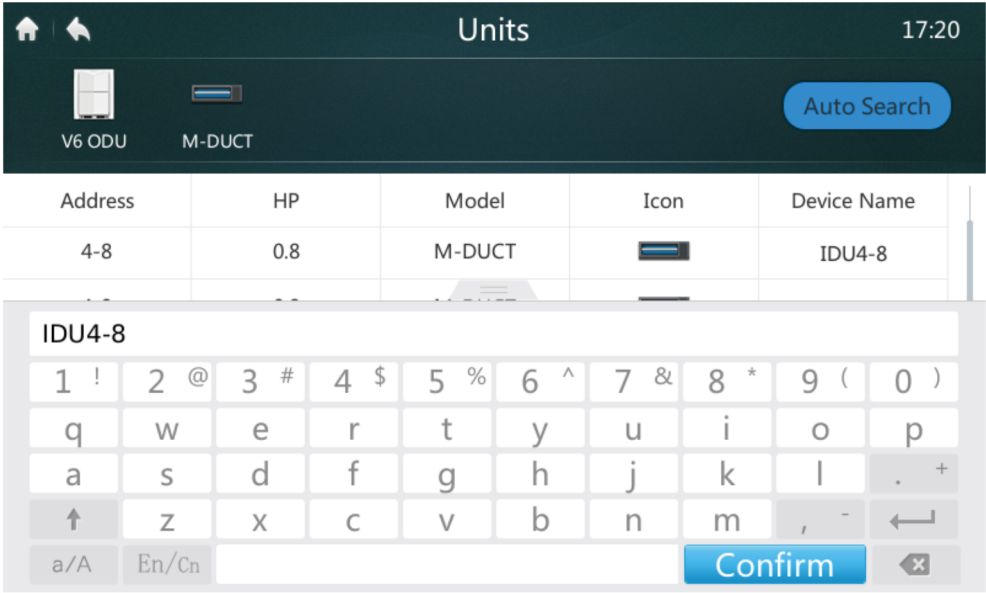 Units 17:20
V6 ODU M-DUCT Auto Search
Address HP Model Icon Device Name
4-8 0.8 M-DUCT IDU4-8
IDU4-8
1 ! 2 @ 3 # 4 $ 5 % 6 ^ 7 & 8 * 9 ( 0 )
q w e r t y u i o p
a s d f g h j k l . +
z x c v b n m , -
a/A En/Cn Confirm